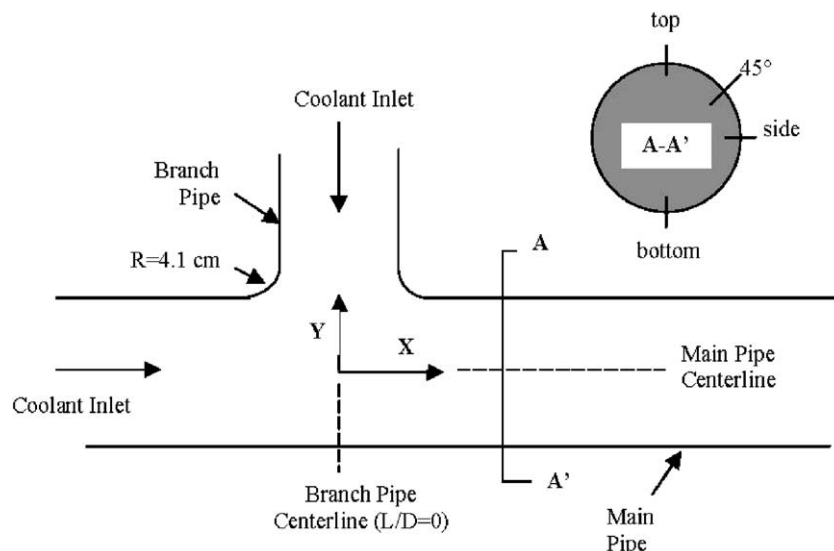 top
45°
Coolant Inlet
side
A-A'
Branch
Pipe
bottom
R=4.1 cm
A
Y
X
Main Pipe
Centerline
Coolant Inlet
A'
Branch Pipe
Centerline (L/D=0)
Main
Pipe